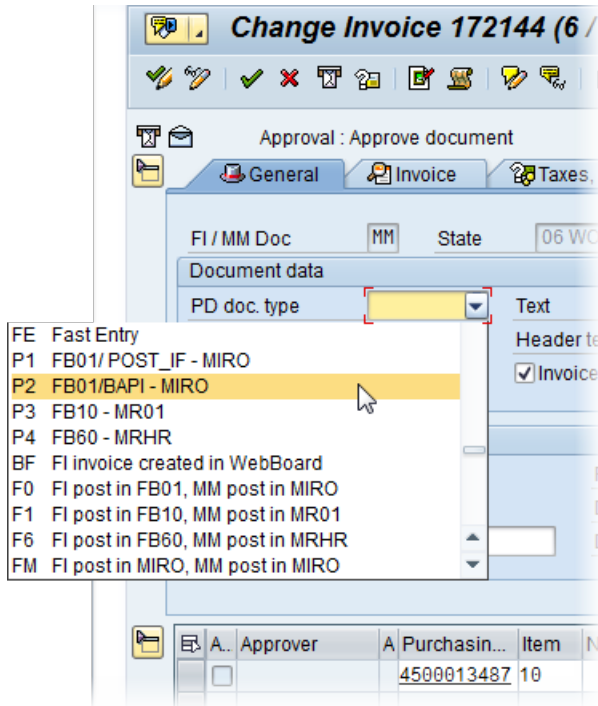 Change Invoice 172144 (6 /
Approval : Approve document
General Invoice Taxes,
FI / MM Doc MM State 06 WO
Document data
PD doc. type Text
FE Fast Entry
Header te
P1 FB01/ POST_IF - MIRO
P2 FB01/BAPI - MIRO
Invoice
P3 FB10 - MR01
P4 FB60 - MRHR
BF FI invoice created in WebBoard
F0 FI post in FB01, MM post in MIRO
F1 FI post in FB10, MM post in MR01
F6 FI post in FB60, MM post in MRHR
FM FI post in MIRO, MM post in MIRO
A.. Approver A Purchasin... Item N
4500013487 10